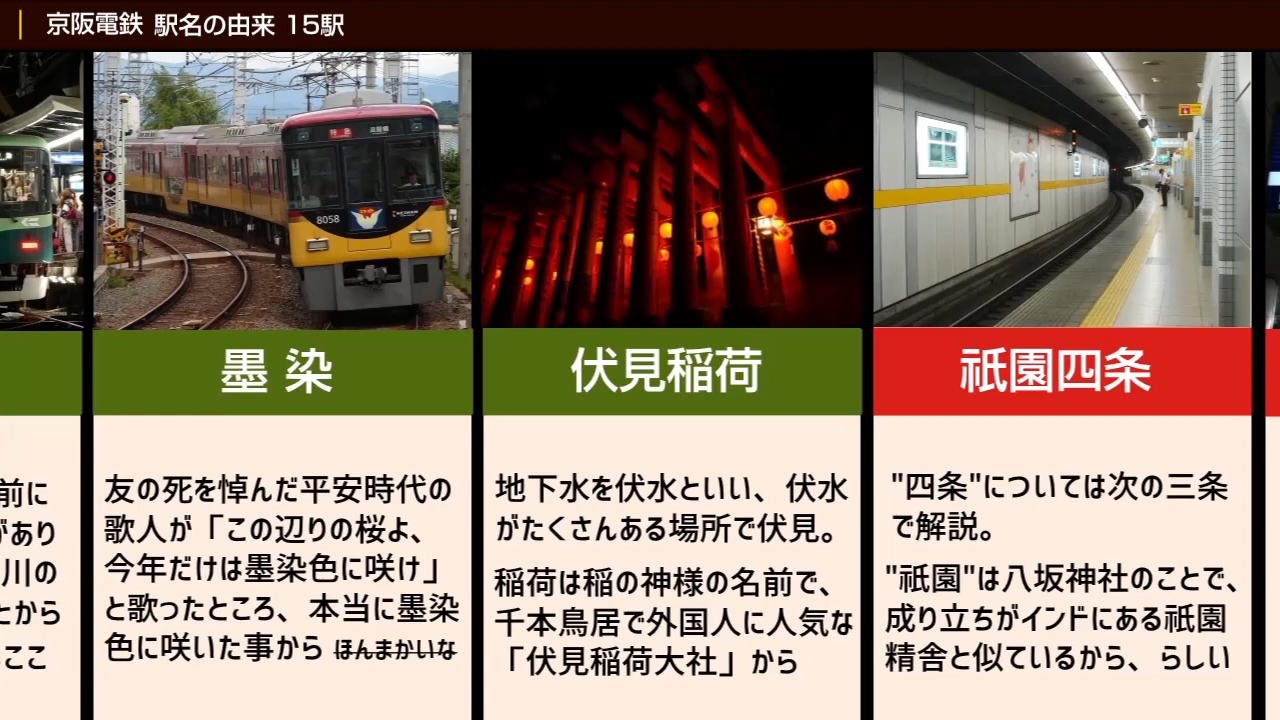 京阪電鉄 駅名の由来 15駅
特急
8058
墨染
伏見稲荷
祇園四条
前に
があり
川の
とから
ここ
友の死を悼んだ平安時代の
歌人が「この辺りの桜よ、
今年だけは墨染色に咲け」
と歌ったところ、本当に墨染
色に咲いた事から ほんまかいな
地下水を伏水といい、伏水
がたくさんある場所で伏見。
稲荷は稲の神様の名前で、
千本鳥居で外国人に人気な
「伏見稲荷大社」から
"四条"については次の三条
で解説。
"祇園"は八坂神社のことで、
成り立ちがインドにある祇園
精舎と似ているから、らしい